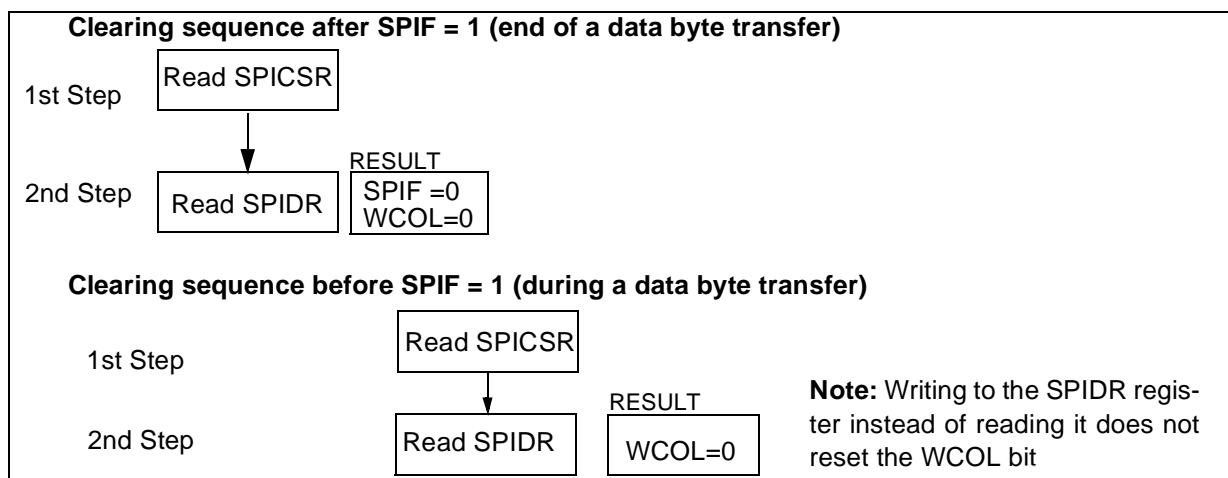 Clearing sequence after SPIF = 1 (end of a data byte transfer)
1st Step
Read SPICSR
2nd Step
Read SPIDR
RESULT
SPIF =0
WCOL=0
Clearing sequence before SPIF = 1 (during a data byte transfer)
1st Step
Read SPICSR
2nd Step
Read SPIDR
RESULT
WCOL=0
Note: Writing to the SPIDR regis-
ter instead of reading it does not
reset the WCOL bit